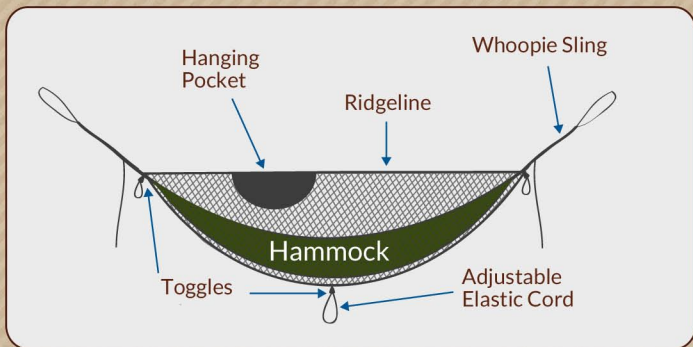 Hanging
Pocket
Whoopie Sling
Ridgeline
Hammock
Toggles
Adjustable
Elastic Cord